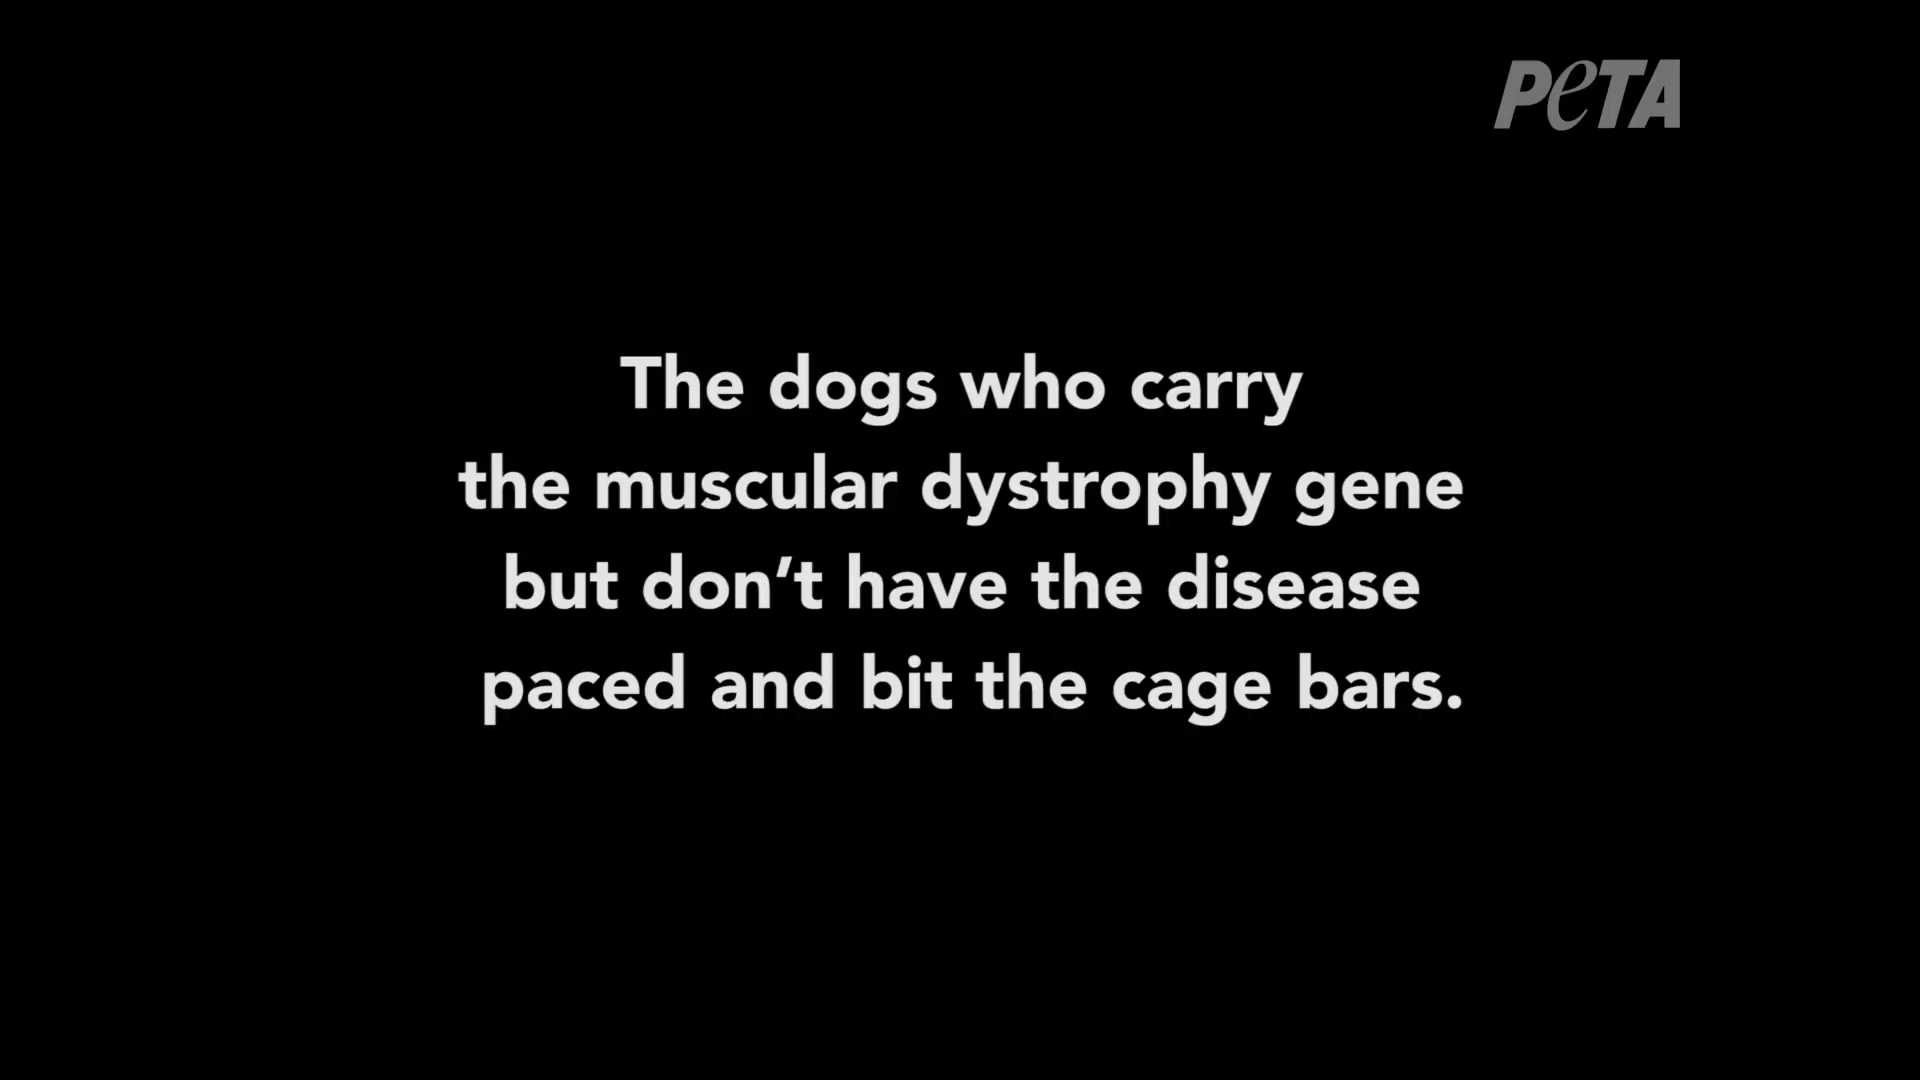 PETA
The dogs who carry
the muscular dystrophy gene
but don’t have the disease
paced and bit the cage bars.